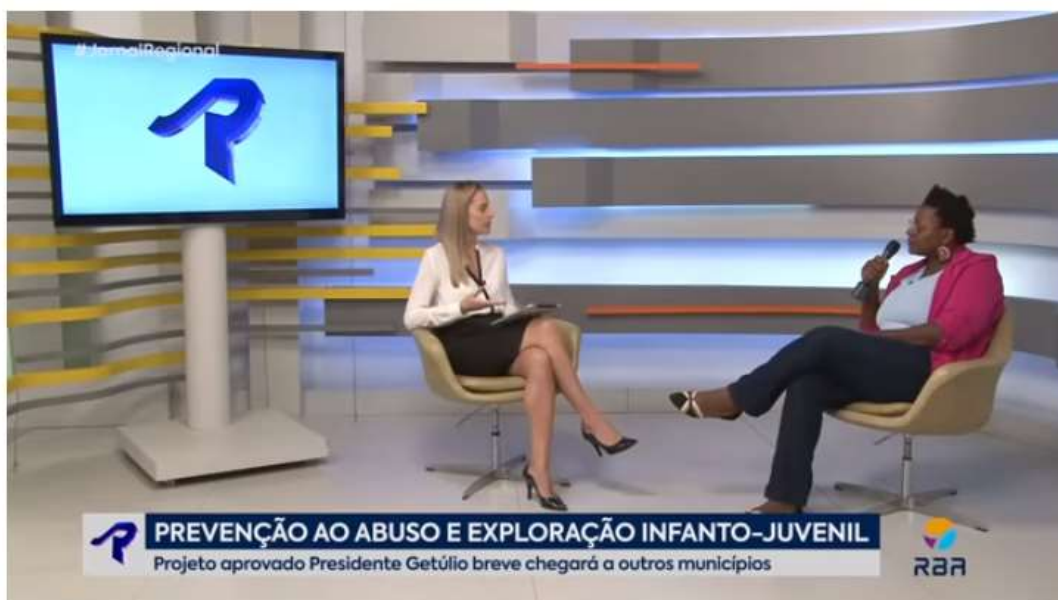 #JornalRegional
PREVENÇÃO AO ABUSO E EXPLORAÇÃO INFANTO-JUVENIL
Projeto aprovado Presidente Getúlio breve chegará a outros municípios
RBA